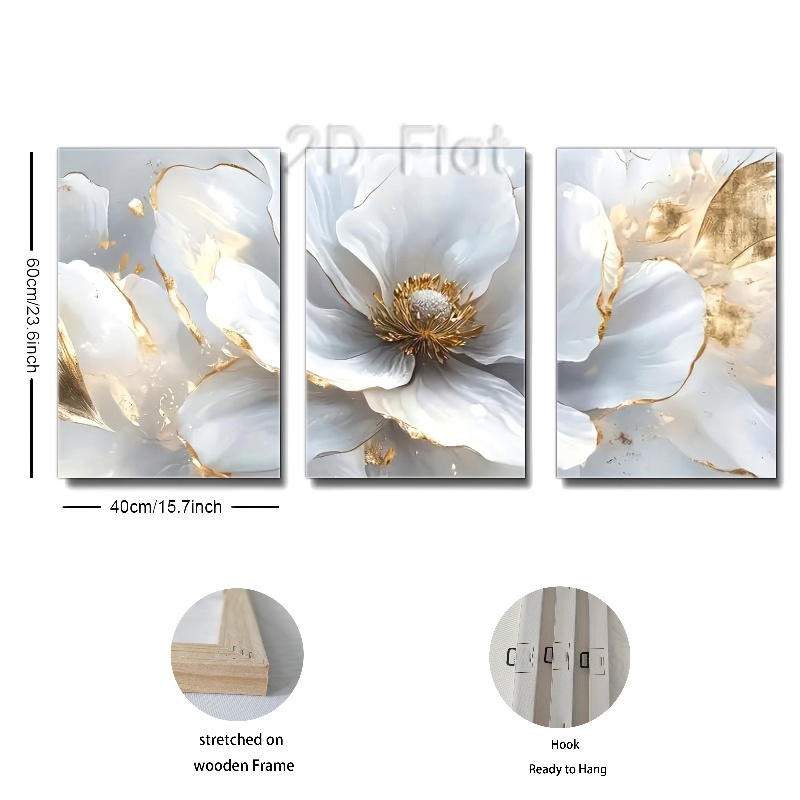 2D Flat
60cm/23.6inch
40cm/15.7inch
stretched on
wooden Frame
Hook
Ready to Hang